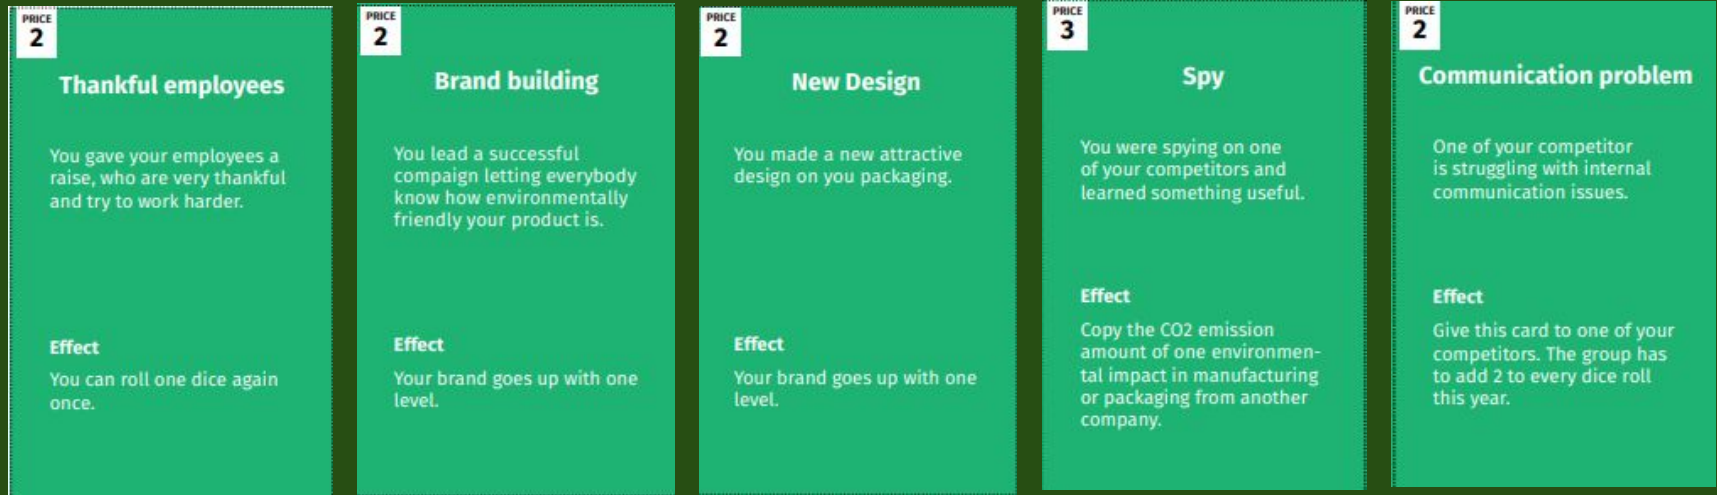 PRICE
2
Thankful employees
You gave your employees a
raise, who are very thankful
and try to work harder.
Effect
You can roll one dice again
once.
PRICE
2
Brand building
You lead a successful
compaign letting everybody
know how environmentally
friendly your product is.
Effect
Your brand goes up with one
level.
PRICE
2
New Design
You made a new attractive
design on you packaging.
Effect
Your brand goes up with one
level.
PRICE
3
Spy
You were spying on one
of your competitors and
learned something useful.
Effect
Copy the CO2 emission
amount of one environmen-
tal impact in manufacturing
or packaging from another
company.
PRICE
2
Communication problem
One of your competitor
is struggling with internal
communication issues.
Effect
Give this card to one of your
competitors. The group has
to add 2 to every dice roll
this year.